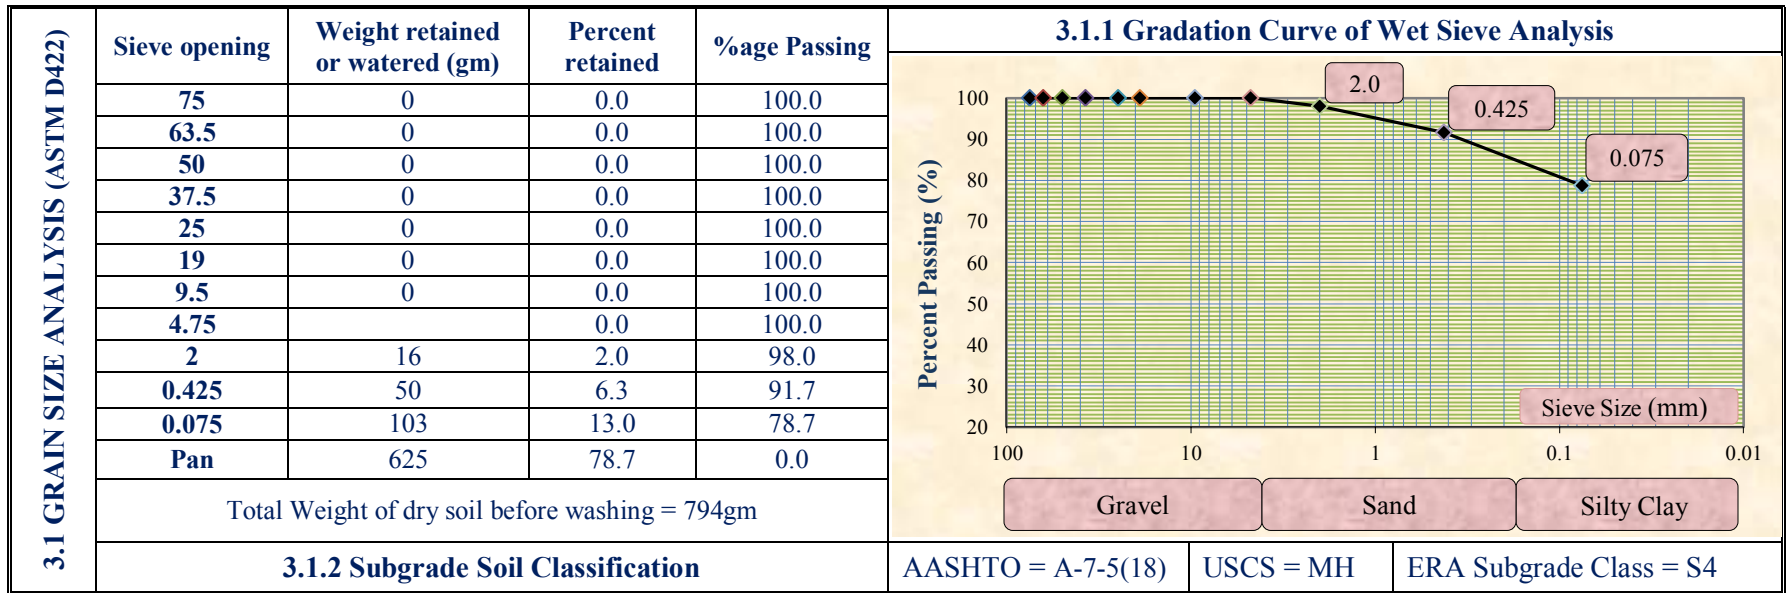 3.1 GRAIN SIZE ANALYSIS (ASTM D422)
Sieve opening Weight retained or watered (gm) Percent retained %age Passing
75 0 0.0 100.0
63.5 0 0.0 100.0
50 0 0.0 100.0
37.5 0 0.0 100.0
25 0 0.0 100.0
19 0 0.0 100.0
9.5 0 0.0 100.0
4.75 0.0 100.0
2 16 2.0 98.0
0.425 50 6.3 91.7
0.075 103 13.0 78.7
Pan 625 78.7 0.0
Total Weight of dry soil before washing = 794gm
3.1.1 Gradation Curve of Wet Sieve Analysis
2.0
0.425
0.075
Percent Passing (%)
100
90
80
70
60
50
40
30
20
Sieve Size (mm)
100 10 1 0.1 0.01
Gravel Sand Silty Clay
3.1.2 Subgrade Soil Classification AASHTO = A-7-5(18) USCS = MH ERA Subgrade Class = S4